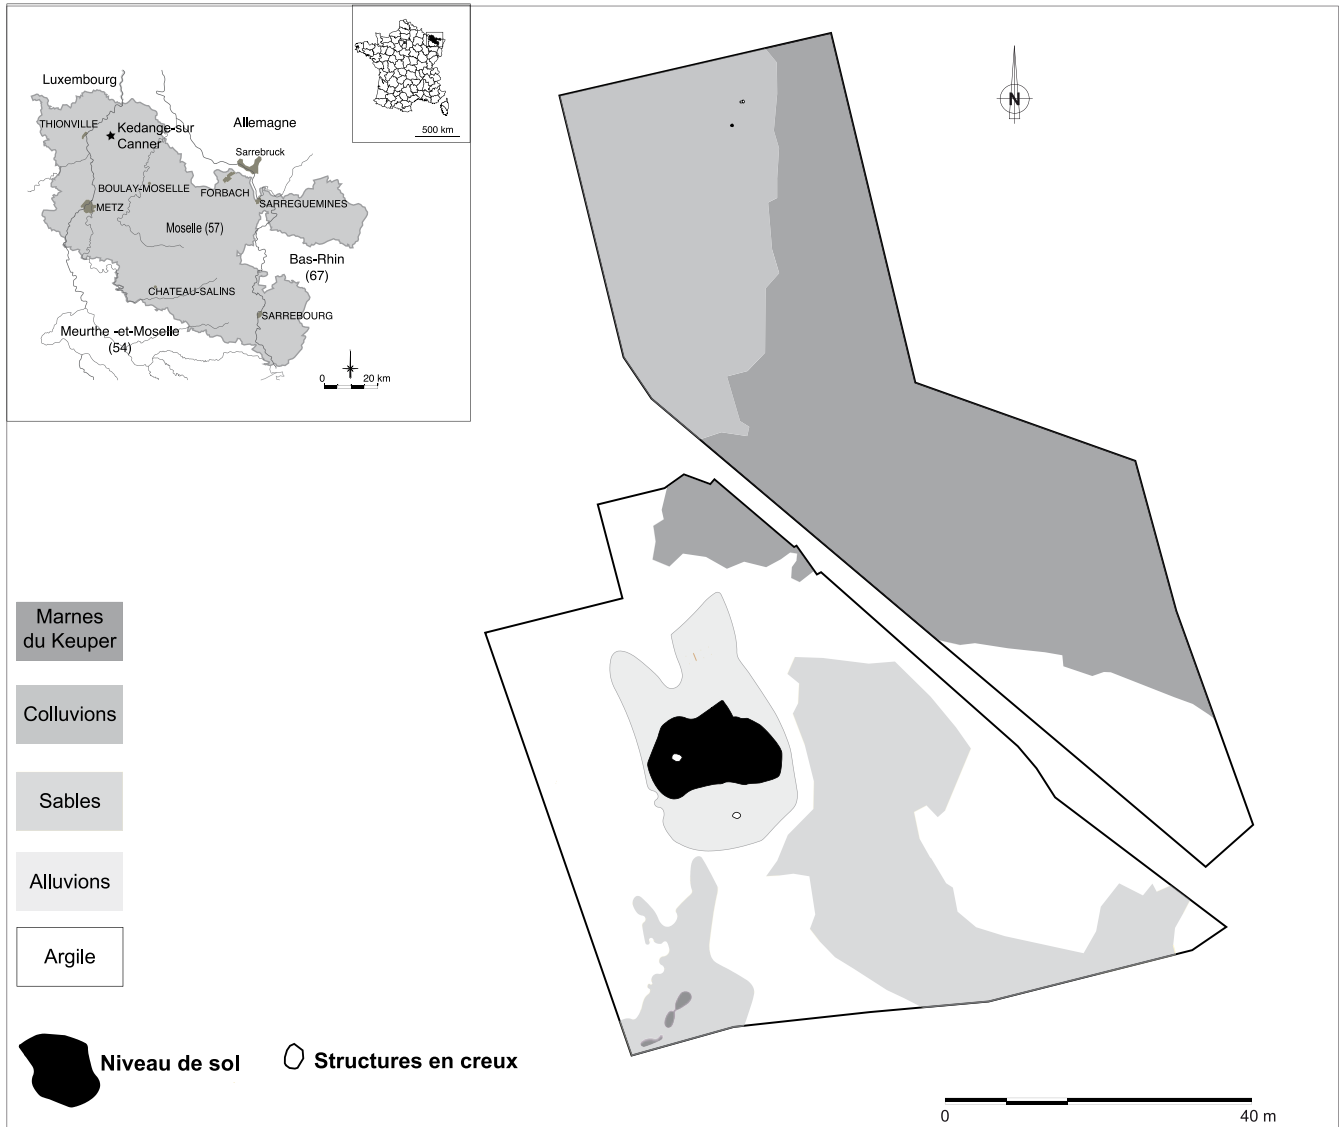 Luxembourg
THIONVILLE
Kedange-sur
Canner
Allemagne
Sarrebruck
BOULAY-MOSELLE
FORBACH
METZ
SARREGUEMINES
Moselle (57)
Bas-Rhin
(67)
CHATEAU-SALINS
SARREBOURG
Meurthe -et-Moselle
(54)
0 20 km
500 km
N
Marnes
du Keuper
Colluvions
Sables
Alluvions
Argile
Niveau de sol
Structures en creux
0 40 m